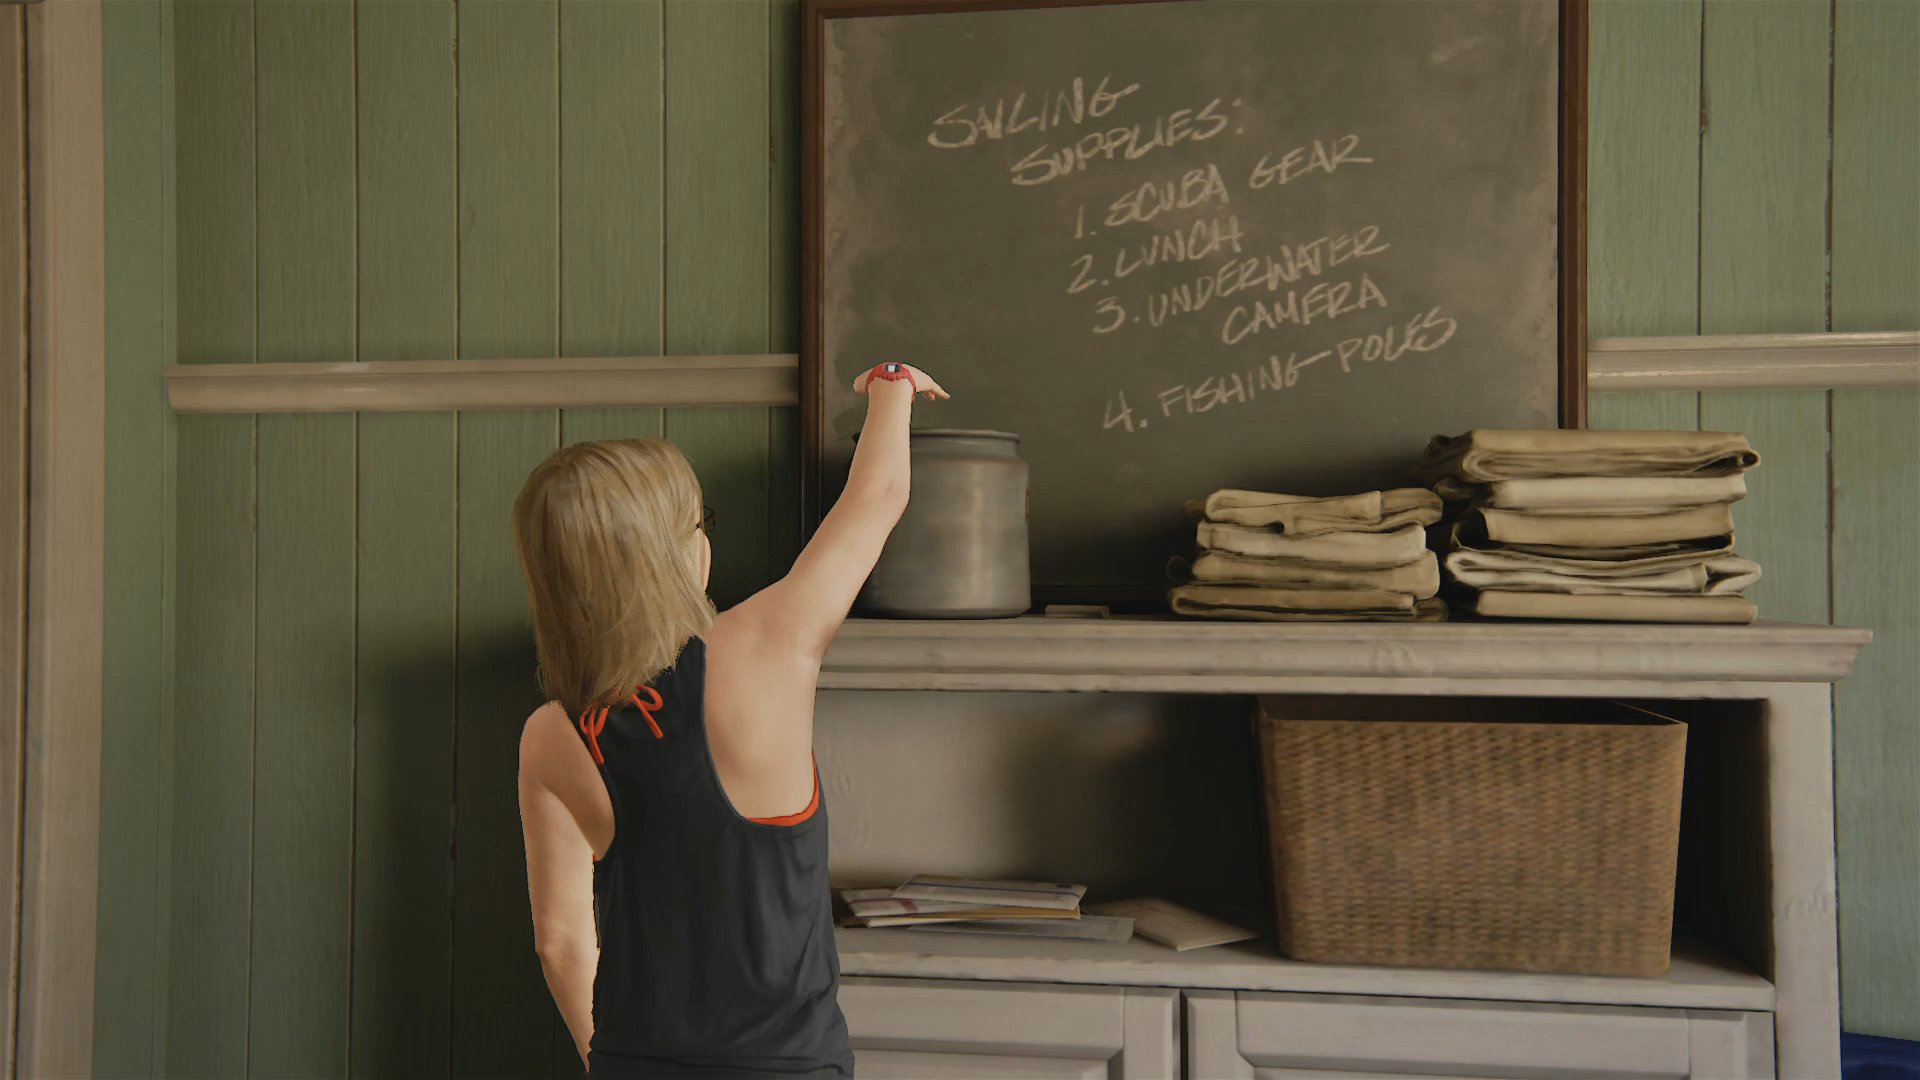 SAILING
SUPPLIES:
1. SCUBA GEAR
2. LUNCH
3. UNDERWATER
CAMERA
4. FISHING POLES